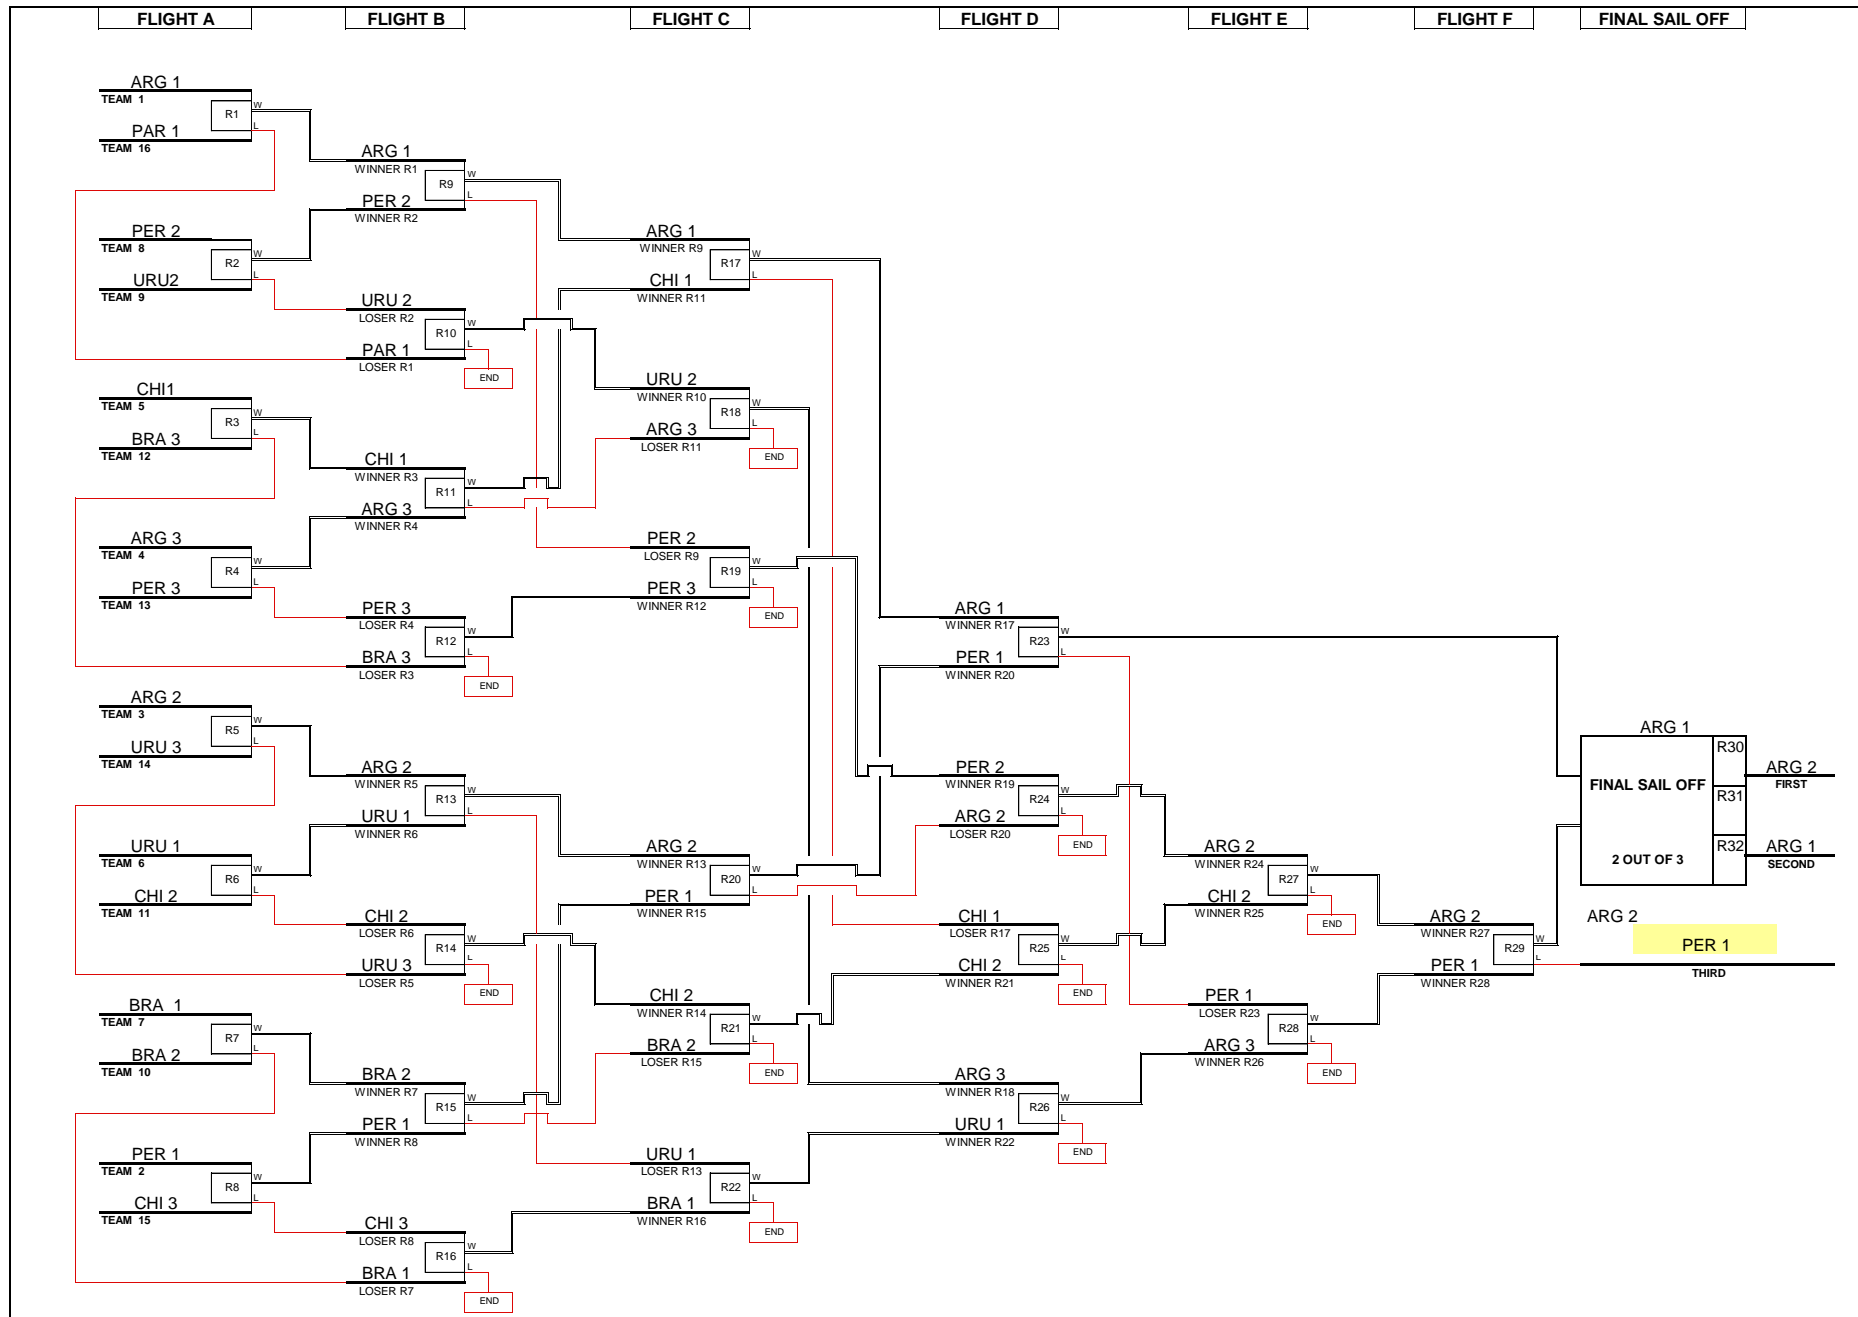 FLIGHT A FLIGHT B FLIGHT C FLIGHT D FLIGHT E FLIGHT F FINAL SAIL OFF
ARG 1
TEAM 1
R1
W
L
PAR 1
TEAM 16
PER 2
TEAM 8
R2
W
L
URU2
TEAM 9
CHI1
TEAM 5
R3
W
L
BRA 3
TEAM 12
ARG 3
TEAM 4
R4
W
L
PER 3
TEAM 13
ARG 2
TEAM 3
R5
W
L
URU 3
TEAM 14
URU 1
TEAM 6
R6
W
L
CHI 2
TEAM 11
BRA 1
TEAM 7
R7
W
L
BRA 2
TEAM 10
PER 1
TEAM 2
R8
W
L
CHI 3
TEAM 15
ARG 1
WINNER R1
R9
W
L
PER 2
WINNER R2
URU 2
LOSER R2
R10
W
L
PAR 1
LOSER R1
END
CHI 1
WINNER R3
R11
W
L
ARG 3
WINNER R4
PER 3
LOSER R4
R12
W
L
BRA 3
LOSER R3
END
ARG 2
WINNER R5
R13
W
L
URU 1
WINNER R6
CHI 2
LOSER R6
R14
W
L
URU 3
LOSER R5
END
BRA 2
WINNER R7
R15
W
L
PER 1
WINNER R8
CHI 3
LOSER R8
R16
W
L
BRA 1
LOSER R7
END
ARG 1
WINNER R9
R17
W
L
CHI 1
WINNER R11
URU 2
WINNER R10
R18
W
L
ARG 3
LOSER R11
END
PER 2
LOSER R9
R19
W
L
PER 3
WINNER R12
END
ARG 2
WINNER R13
R20
W
L
PER 1
WINNER R15
CHI 2
WINNER R14
R21
W
L
BRA 2
LOSER R15
END
URU 1
LOSER R13
R22
W
L
BRA 1
WINNER R16
END
ARG 1
WINNER R17
R23
W
L
PER 1
WINNER R20
PER 2
WINNER R19
R24
W
L
ARG 2
LOSER R20
END
CHI 1
LOSER R17
R25
W
L
CHI 2
WINNER R21
END
ARG 3
WINNER R18
R26
W
L
URU 1
WINNER R22
END
ARG 2
WINNER R24
R27
W
L
CHI 2
WINNER R25
END
PER 1
LOSER R23
R28
W
L
ARG 3
WINNER R26
END
ARG 2
WINNER R27
R29
W
L
PER 1
WINNER R28
ARG 1
R30
FINAL SAIL OFF
R31
2 OUT OF 3
R32
ARG 2
FIRST
ARG 1
SECOND
ARG 2
PER 1
THIRD